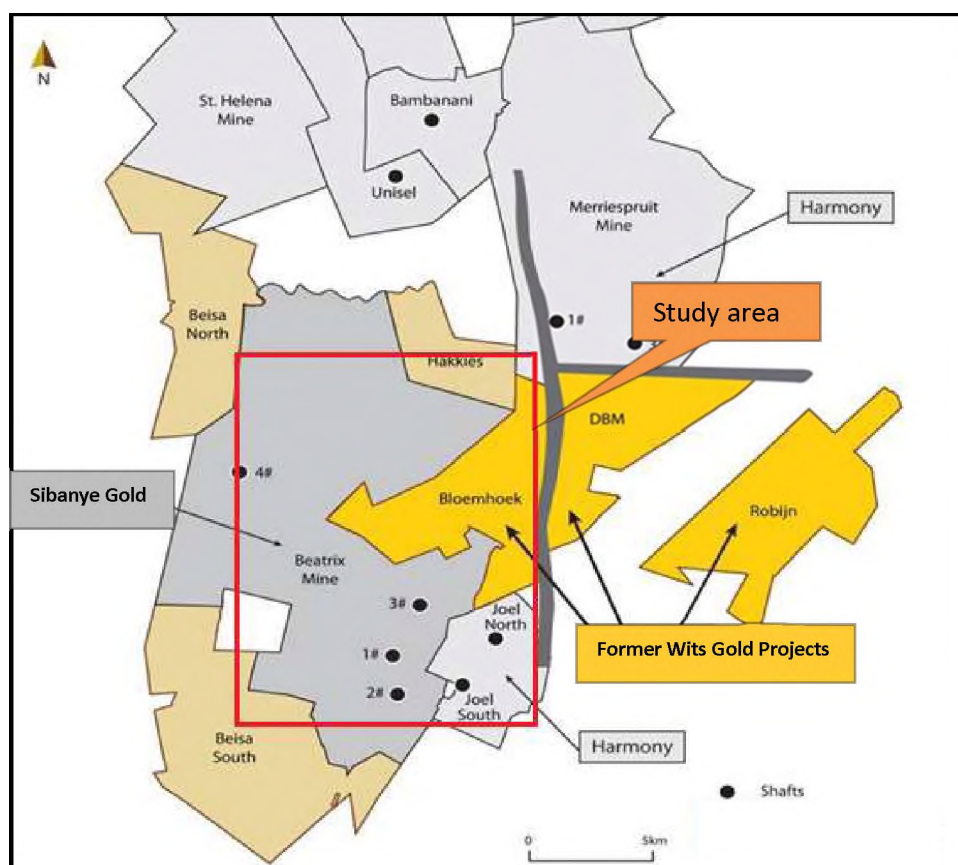 N
St. Helena
Mine
Bambanani
Unisel
Merriespruit
Mine
Harmony
Beisa
North
Hakkies
1#
Study area
DBM
4#
Sibanye Gold
Bloemhoek
Robijn
Beatrix
Mine
3#
Joel
North
Former Wits Gold Projects
1#
2#
Joel
South
Beisa
South
Harmony
Shafts
0
5km